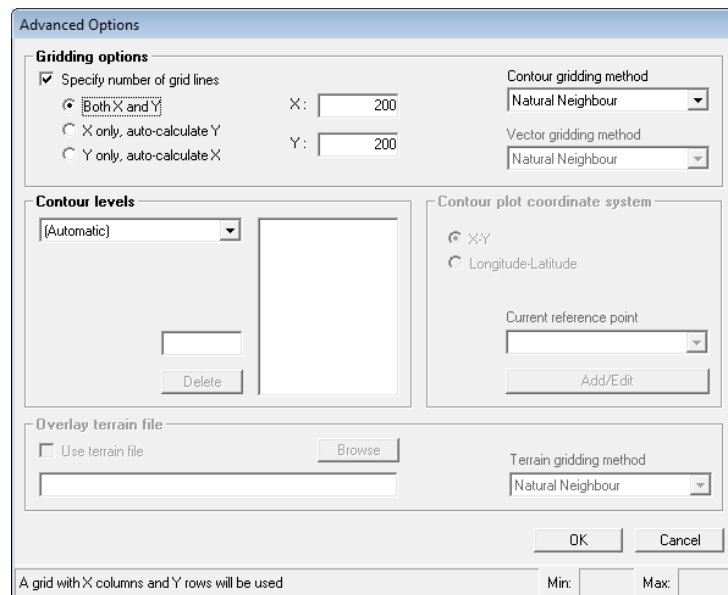 Advanced Options
Gridding options
Specify number of grid lines
Both X and Y
X only, auto-calculate Y
Y only, auto-calculate X
X: 200
Y: 200
Contour gridding method
Natural Neighbour
Vector gridding method
Natural Neighbour
Contour levels
(Automatic)
Delete
Contour plot coordinate system
X-Y
Longitude-Latitude
Current reference point
Add/Edit
Overlay terrain file
Use terrain file
Browse
Terrain gridding method
Natural Neighbour
OK Cancel
A grid with X columns and Y rows will be used Min: Max: